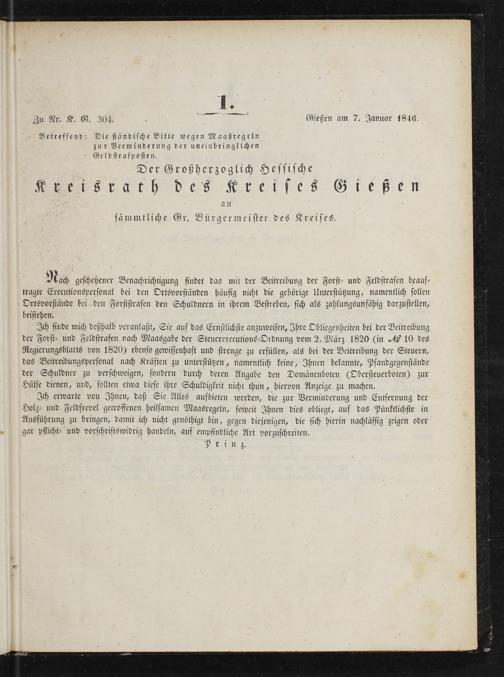 1.
Zu Nr. K. G. 304.
Gießen am 7. Januar 1846.
Betreffend: Die ständische Bitte wegen Maaßregeln
zur Verminderung der uneinbringlichen
Geldstrafposten.
Der Großherzoglich Hessische
Kreisrath des Kreises Gießen
an
sämmtliche Gr. Bürgermeister des Kreises.
Nach geschehener Benachrichtigung findet das mit der Beitreibung der Forst- und Feldstrafen beauf-
tragte Executionspersonal bei den Ortsvorständen häufig nicht die gehörige Unterstützung, namentlich sollen
Ortsvorstände bei den Forststrafen den Schuldnern in ihrem Bestreben, sich als zahlungsunfähig darzustellen,
beistehen.
Ich finde mich deßhalb veranlaßt, Sie auf das Ernstlichste anzuweisen, Ihre Obliegenheiten bei der Beitreibung
der Forst- und Feldstrafen nach Maasgabe der Steuerexecutions-Ordnung vom 2. März 1820 (in № 10 des
Regierungsblatts von 1820) ebenso gewissenhaft und strenge zu erfüllen, als bei der Beitreibung der Steuern,
das Beitreibungspersonal nach Kräften zu unterstützen, namentlich keine, Ihnen bekannte, Pfandgegenstände
der Schuldner zu verschweigen, sondern durch deren Angabe den Domänenboten (Obersteuerboten) zur
Hülfe dienen, und, sollten etwa diese ihre Schuldigkeit nicht thun, hiervon Anzeige zu machen.
Ich erwarte von Ihnen, daß Sie Alles aufbieten werden, die zur Verminderung und Entfernung der
Holz- und Feldfrevel getroffenen heilsamen Maasregeln, soweit Ihnen dies obliegt, auf das Pünktlichste in
Ausführung zu bringen, damit ich nicht genöthigt bin, gegen diejenigen, die sich hierin nachlässig zeigen oder
gar pflicht- und vorschriftswidrig handeln, auf empfindliche Art vorzuschreiten.
Prinz.